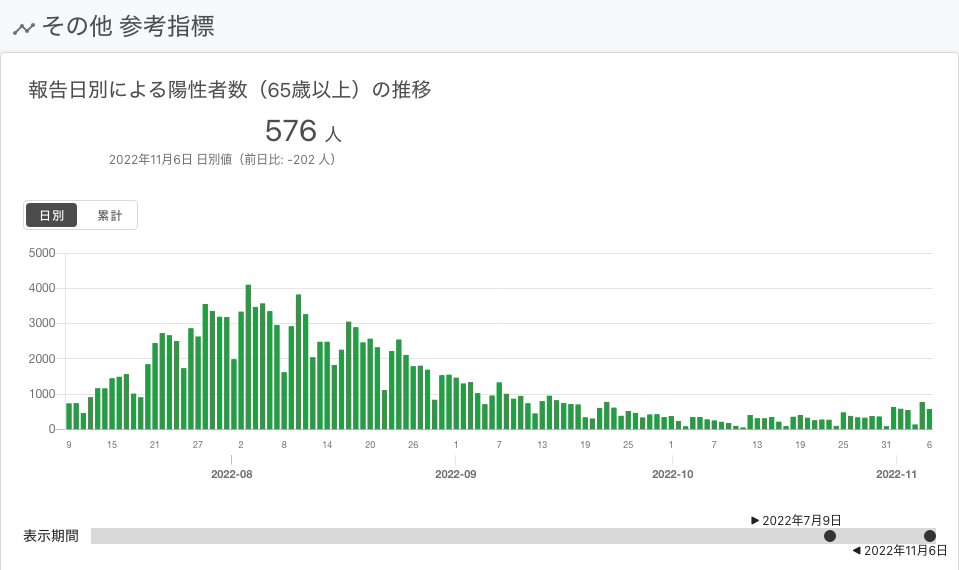 その他 参考指標
報告日別による陽性者数（65歳以上）の推移
576 人
2022年11月6日 日別値（前日比: -202 人）
日別 累計
5000
4000
3000
2000
1000
0
9 15 21 27 2 8 14 20 26 1 7 13 19 25 1 7 13 19 25 31 6
2022-08 2022-09 2022-10 2022-11
▶ 2022年7月9日
表示期間
◀ 2022年11月6日